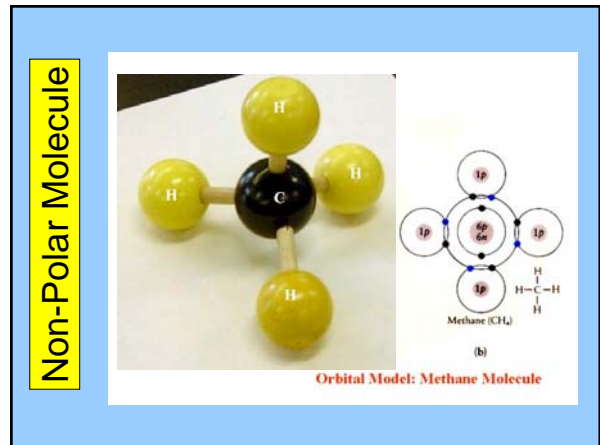 Non-Polar Molecule
H
H
H
C
H
1p
1p
6p
6n
1p
1p
H
H—C—H
H
Methane (CH₄)
(b)
Orbital Model: Methane Molecule